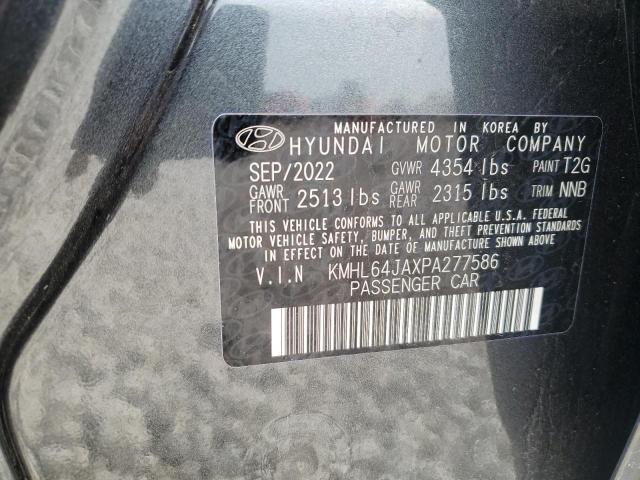 MANUFACTURED IN KOREA BY
HYUNDAI MOTOR COMPANY
SEP/2022 GVWR 4354 lbs PAINT T2G
GAWR FRONT 2513 lbs GAWR REAR 2315 lbs TRIM NNB
THIS VEHICLE CONFORMS TO ALL APPLICABLE U.S.A. FEDERAL
MOTOR VEHICLE SAFETY, BUMPER, AND THEFT PREVENTION
STANDARDS IN EFFECT ON THE DATE OF MANUFACTURE SHOWN ABOVE.
V.I.N KMHL64JAXPA277586
PASSENGER CAR